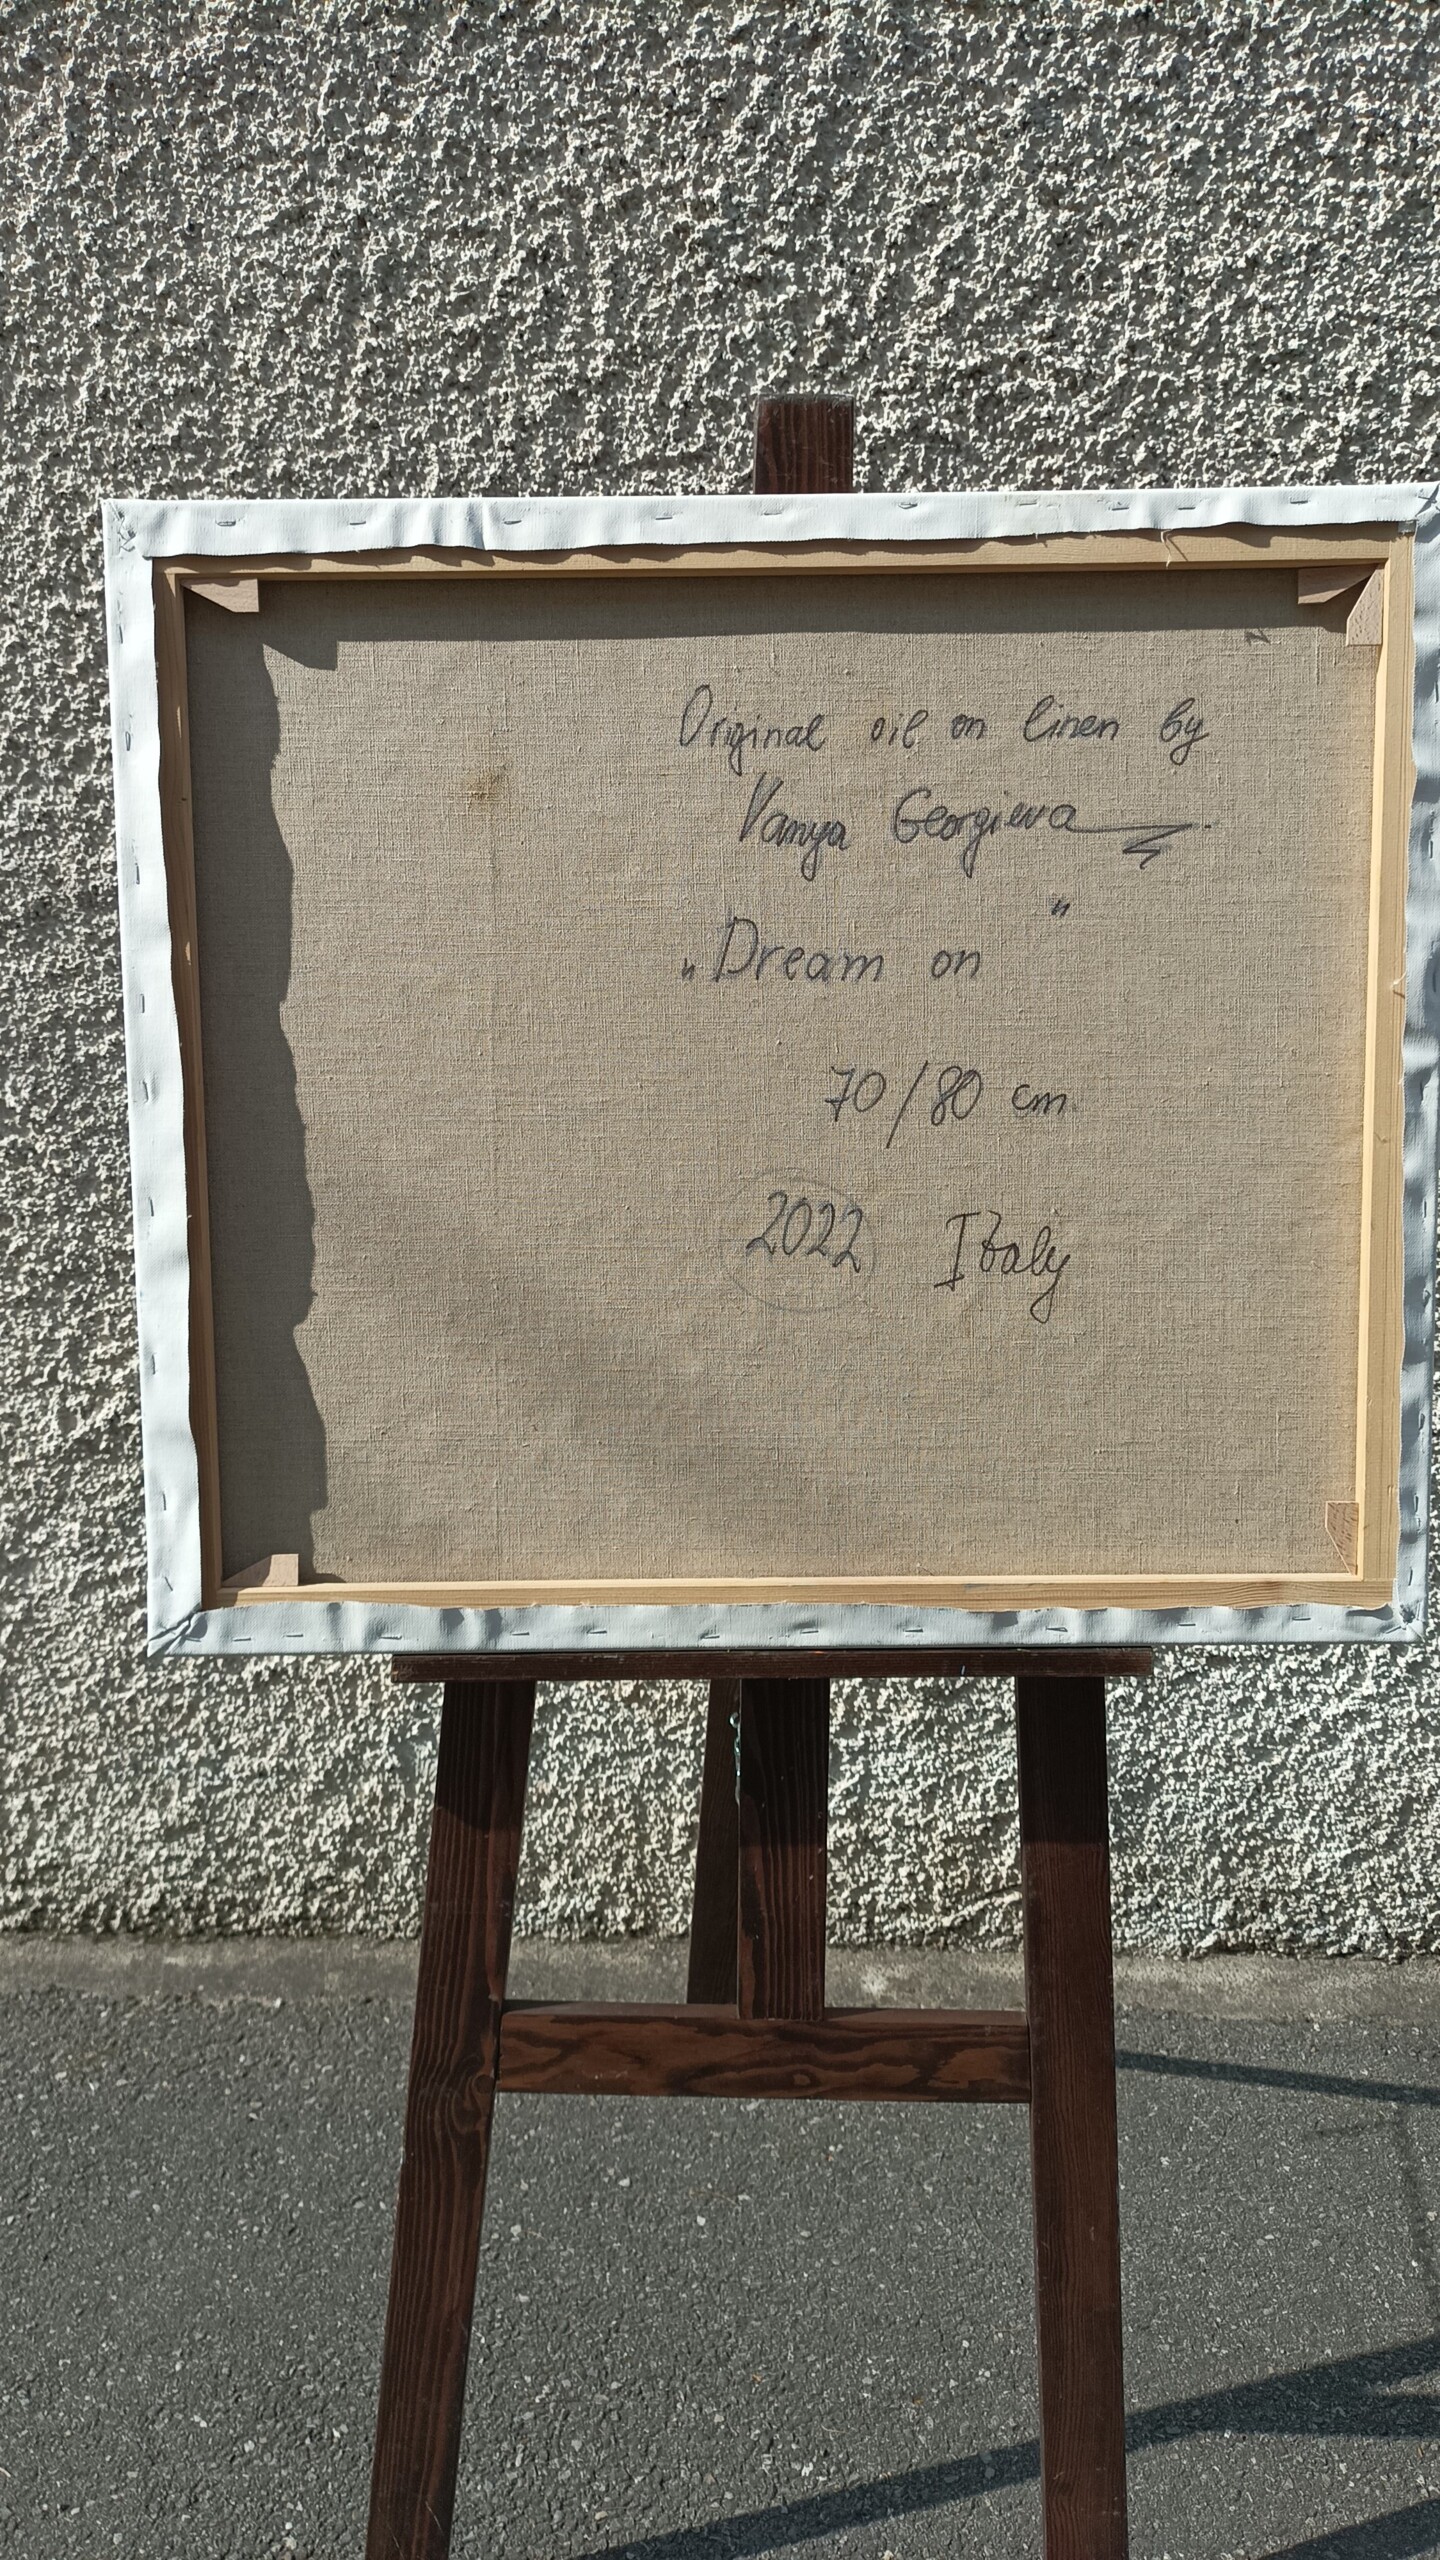 Original oil on linen by
Vanya Georgieva
„Dream on "
70/80 cm
2022 Italy